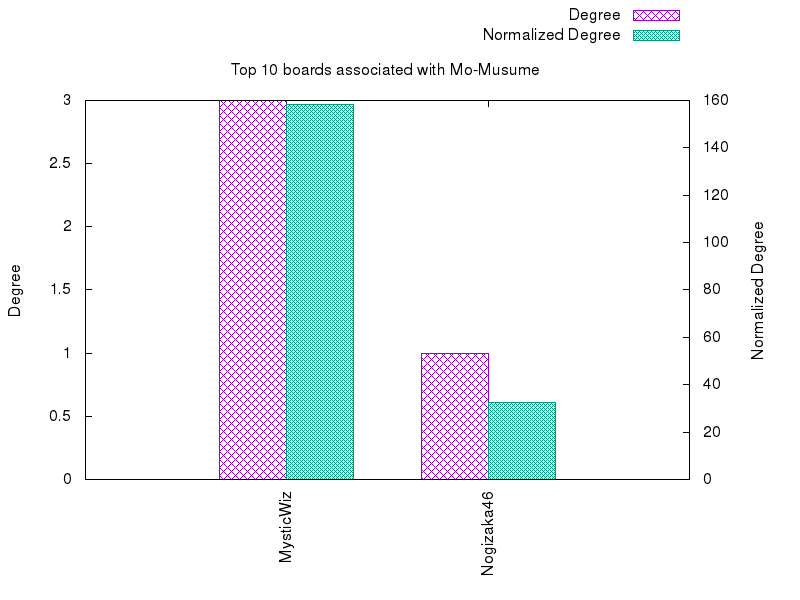 Degree
Normalized Degree
Top 10 boards associated with Mo-Musume
3
2.5
2
1.5
1
0.5
0
160
140
120
100
80
60
40
20
0
Degree
Normalized Degree
MysticWiz
Nogizaka46